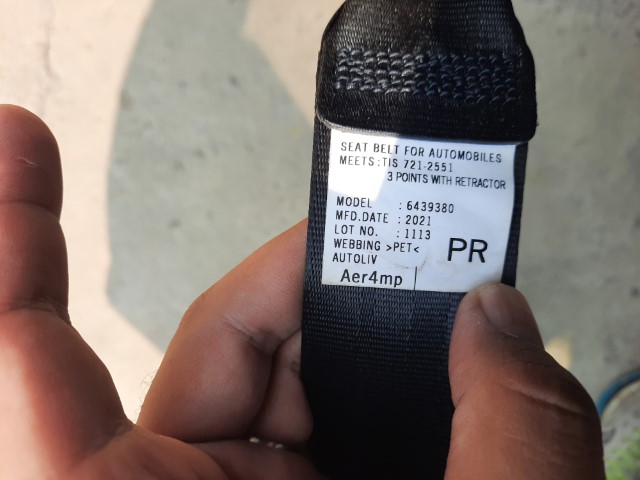 SEAT BELT FOR AUTOMOBILES
MEETS:TIS 721-2551
3 POINTS WITH RETRACTOR
MODEL : 6439380
MFD.DATE : 2021
LOT NO. : 1113
WEBBING >PET<
AUTOLIV
PR
Aer4mp